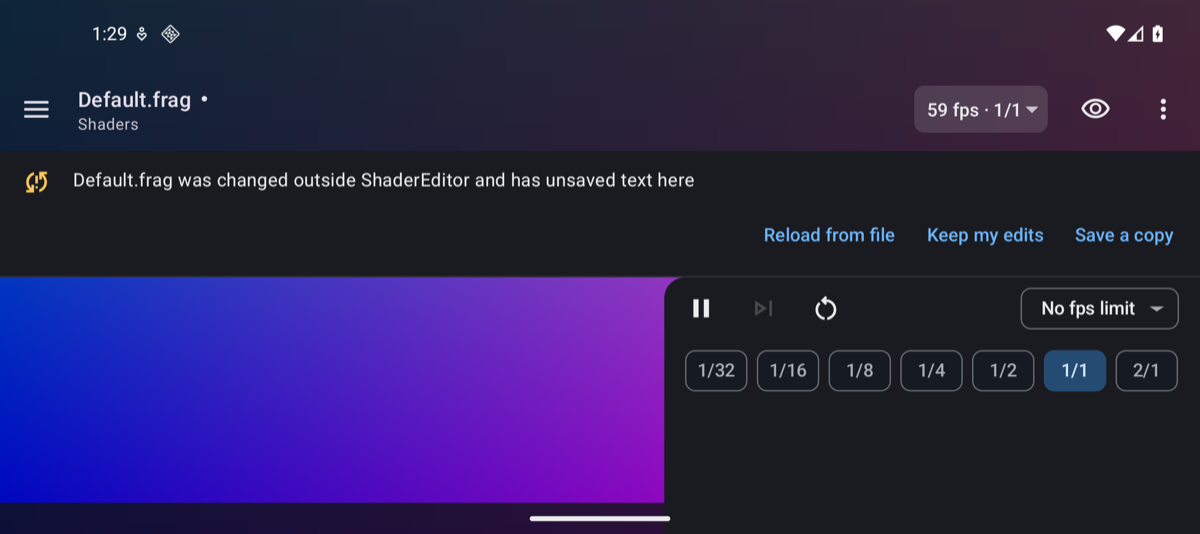 1:29
Default.frag •
Shaders
59 fps · 1/1
Default.frag was changed outside ShaderEditor and has unsaved text here
Reload from file Keep my edits Save a copy
No fps limit
1/32 1/16 1/8 1/4 1/2 1/1 2/1